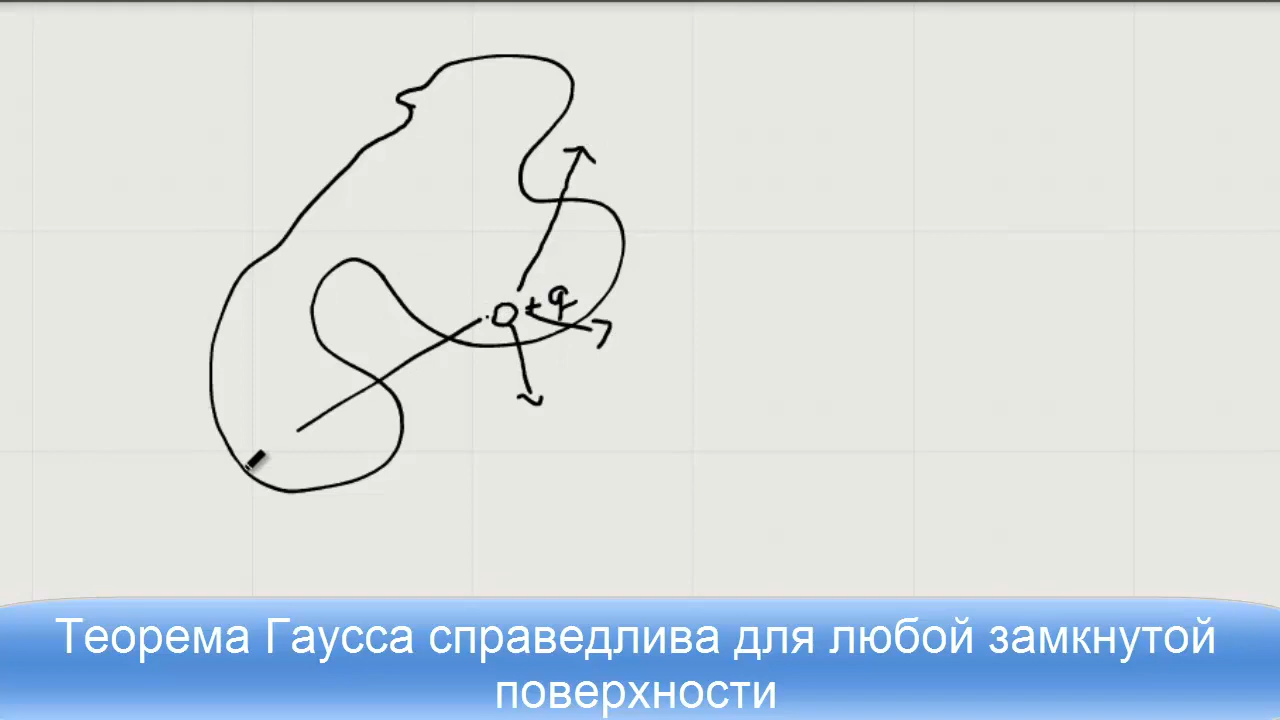 +q
Теорема Гаусса справедлива для любой замкнутой
поверхности